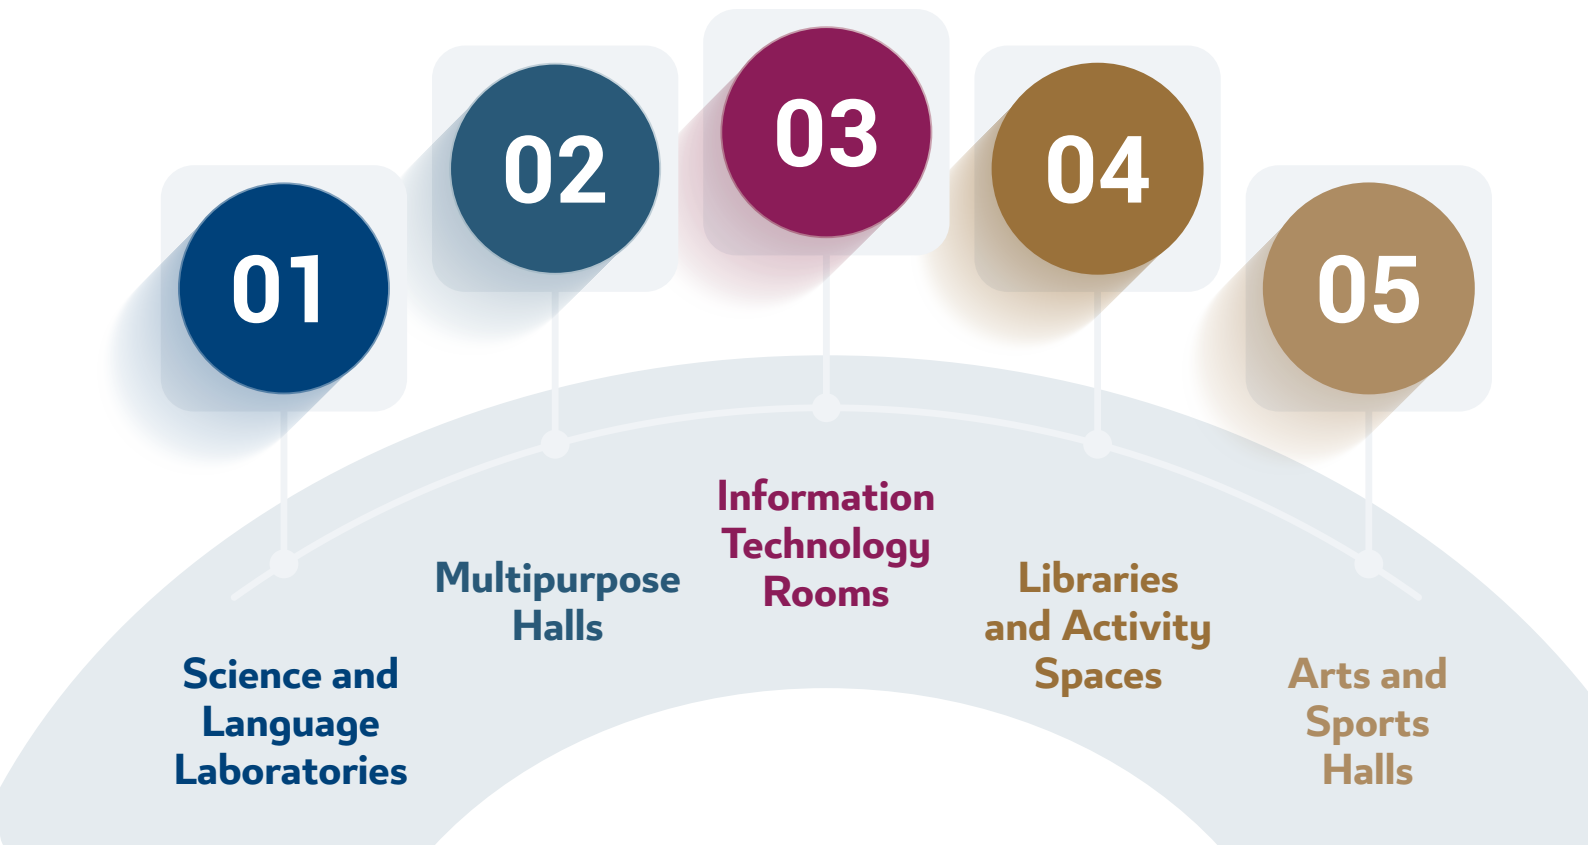 01
Science and
Language
Laboratories
02
Multipurpose
Halls
03
Information
Technology
Rooms
04
Libraries
and Activity
Spaces
05
Arts and
Sports
Halls